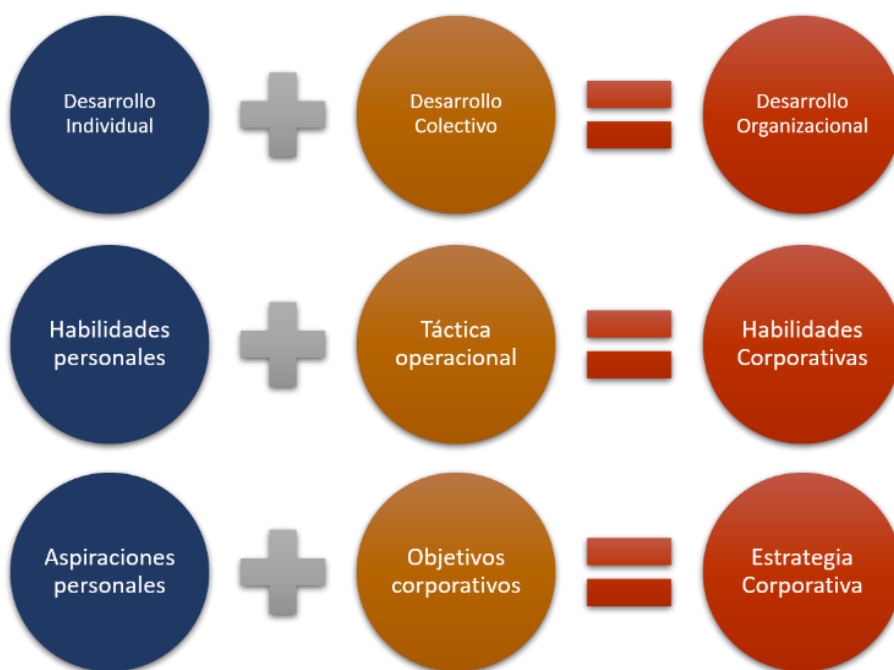 Desarrollo
Individual
Desarrollo
Colectivo
Desarrollo
Organizacional
Habilidades
personales
Táctica
operacional
Habilidades
Corporativas
Aspiraciones
personales
Objetivos
corporativos
Estrategia
Corporativa